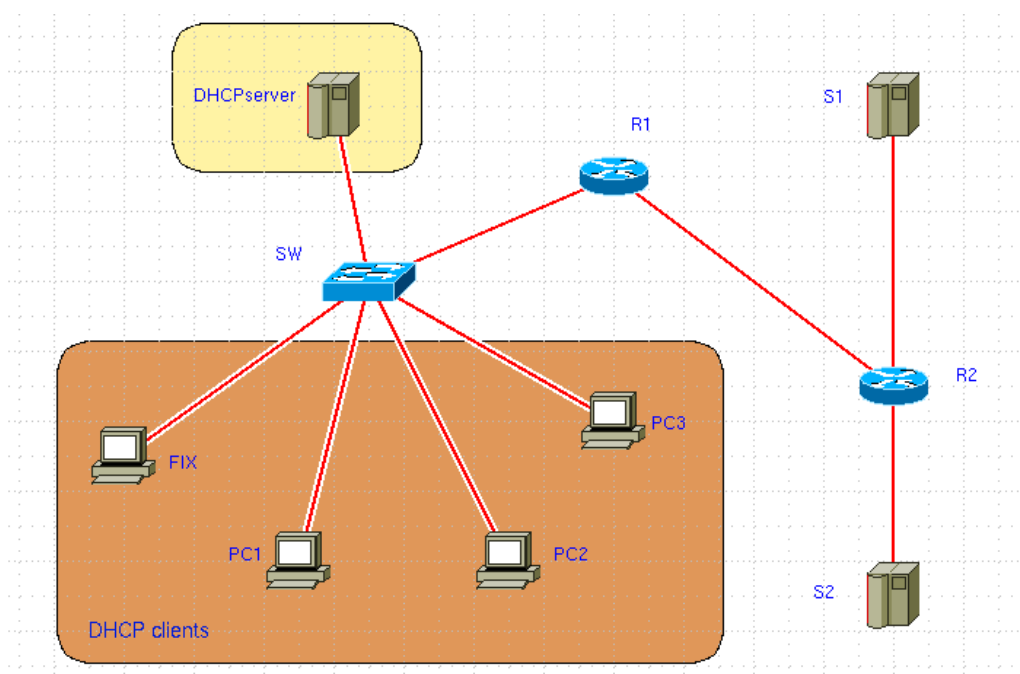 DHCPserver
S1
R1
SW
R2
PC3
FIX
PC1
PC2
S2
DHCP clients